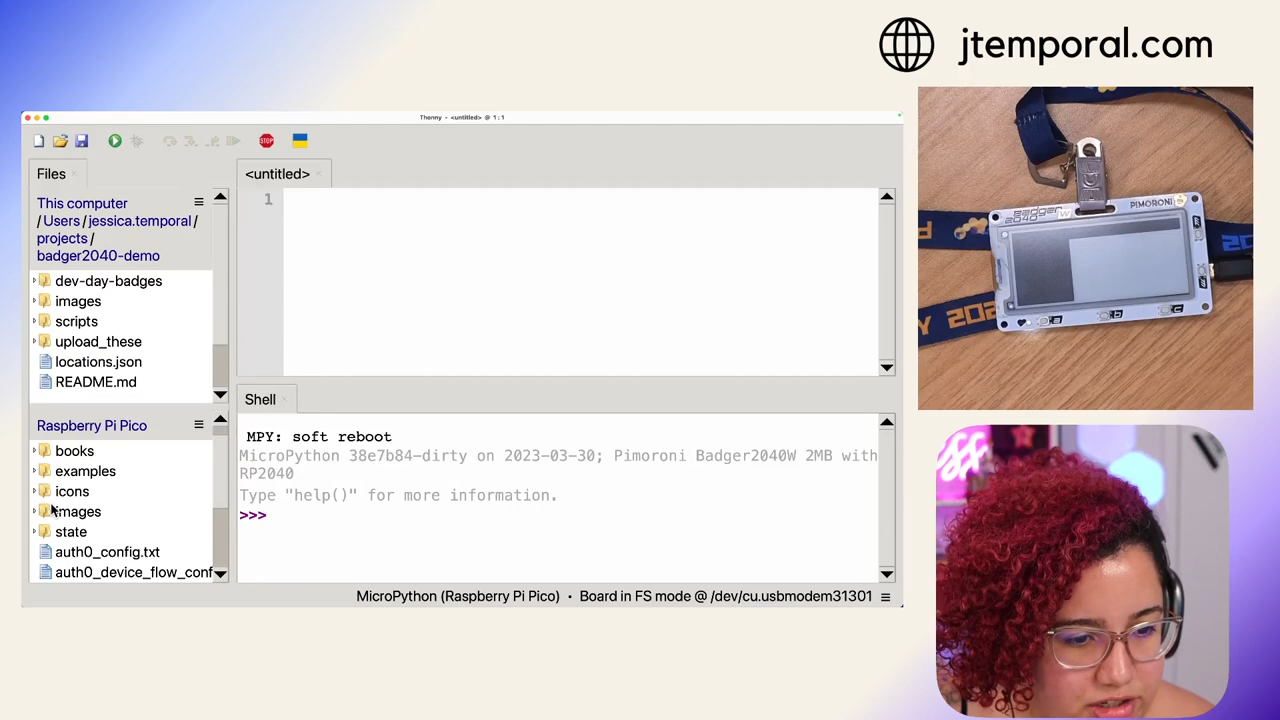 jtemporal.com
Thonny - <untitled> @ 1:1
STOP
Files
<untitled>
This computer
/ Users / jessica.temporal /
projects /
badger2040-demo
1
dev-day-badges
images
scripts
upload_these
locations.json
README.md
Shell
Raspberry Pi Pico
books
examples
icons
images
state
auth0_config.txt
auth0_device_flow_conf
MPY: soft reboot
MicroPython 38e7b84-dirty on 2023-03-30; Pimoroni Badger2040W 2MB with
RP2040
Type "help()" for more information.
>>>
MicroPython (Raspberry Pi Pico) • Board in FS mode @ /dev/cu.usbmodem31301
badger
2040 W
PIMORONI
a
b
c